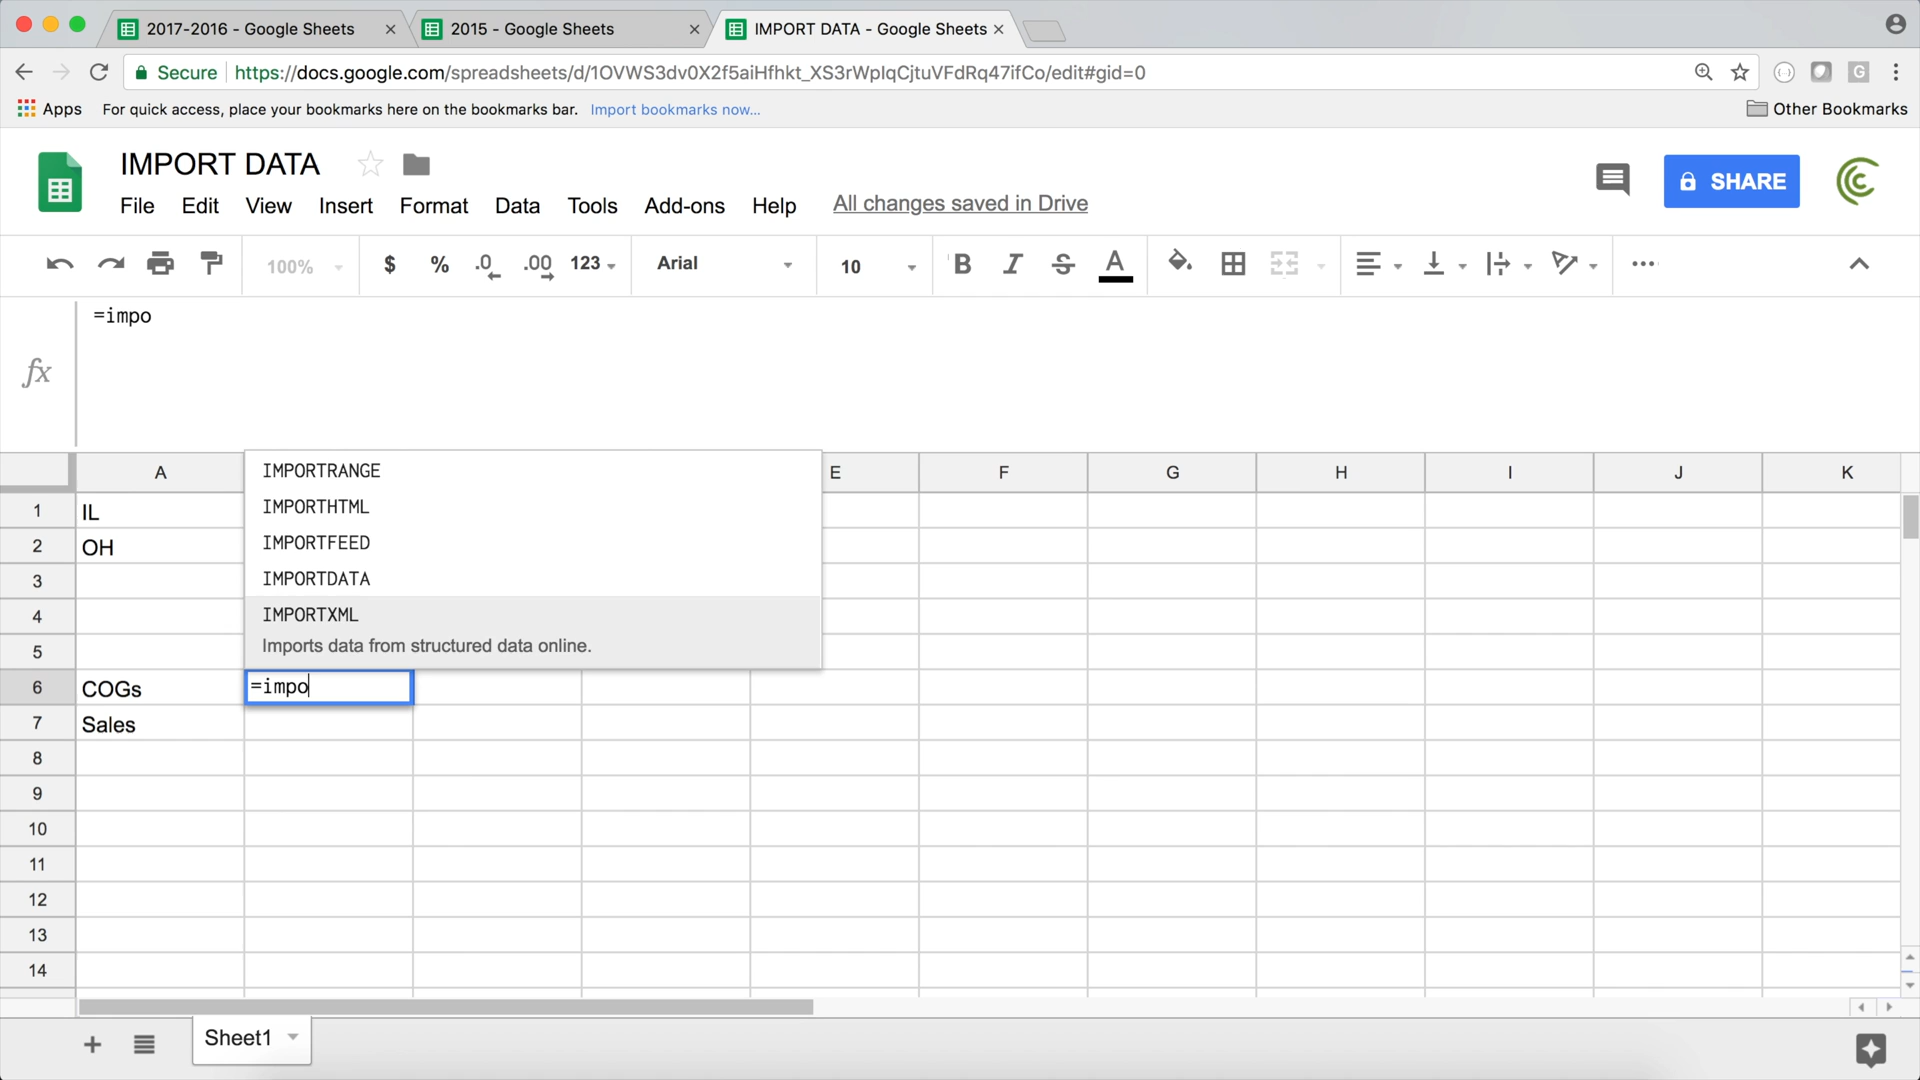 2017-2016 - Google Sheets
2015 - Google Sheets
IMPORT DATA - Google Sheets
Secure
https://docs.google.com/spreadsheets/d/1OVWS3dv0X2f5aiHfhkt_XS3rWpIqCjtuVFdRq47ifCo/edit#gid=0
G
Apps
For quick access, place your bookmarks here on the bookmarks bar. Import bookmarks now...
Other Bookmarks
IMPORT DATA
SHARE
File Edit View Insert Format Data Tools Add-ons Help
All changes saved in Drive
100% $ % .0 .00 123 Arial 10 B I S A
=impo
fx
A E F G H I J K
IMPORTRANGE
IMPORTHTML
IMPORTFEED
IMPORTDATA
IMPORTXML
Imports data from structured data online.
1 IL
2 OH
3
4
5
6 COGs =impo
7 Sales
8
9
10
11
12
13
14
Sheet1